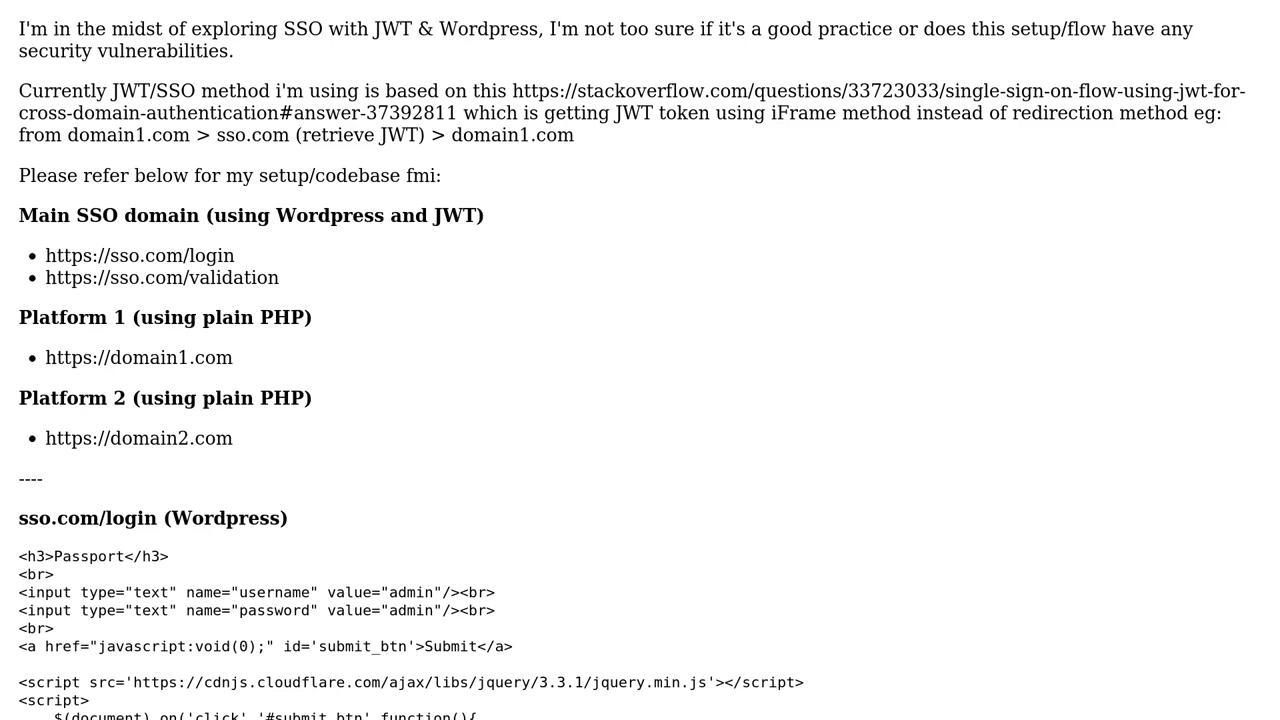 I'm in the midst of exploring SSO with JWT & Wordpress, I'm not too sure if it's a good practice or does this setup/flow have any
security vulnerabilities.
Currently JWT/SSO method i'm using is based on this https://stackoverflow.com/questions/33723033/single-sign-on-flow-using-jwt-for-
cross-domain-authentication#answer-37392811 which is getting JWT token using iFrame method instead of redirection method eg:
from domain1.com > sso.com (retrieve JWT) > domain1.com
Please refer below for my setup/codebase fmi:
Main SSO domain (using Wordpress and JWT)
• https://sso.com/login
• https://sso.com/validation
Platform 1 (using plain PHP)
• https://domain1.com
Platform 2 (using plain PHP)
• https://domain2.com
----
sso.com/login (Wordpress)
<h3>Passport</h3>
<br>
<input type="text" name="username" value="admin"/><br>
<input type="text" name="password" value="admin"/><br>
<br>
<a href="javascript:void(0);" id='submit_btn'>Submit</a>
<script src='https://cdnjs.cloudflare.com/ajax/libs/jquery/3.3.1/jquery.min.js'></script>
<script>
$(document).on('click','#submit_btn',function(){